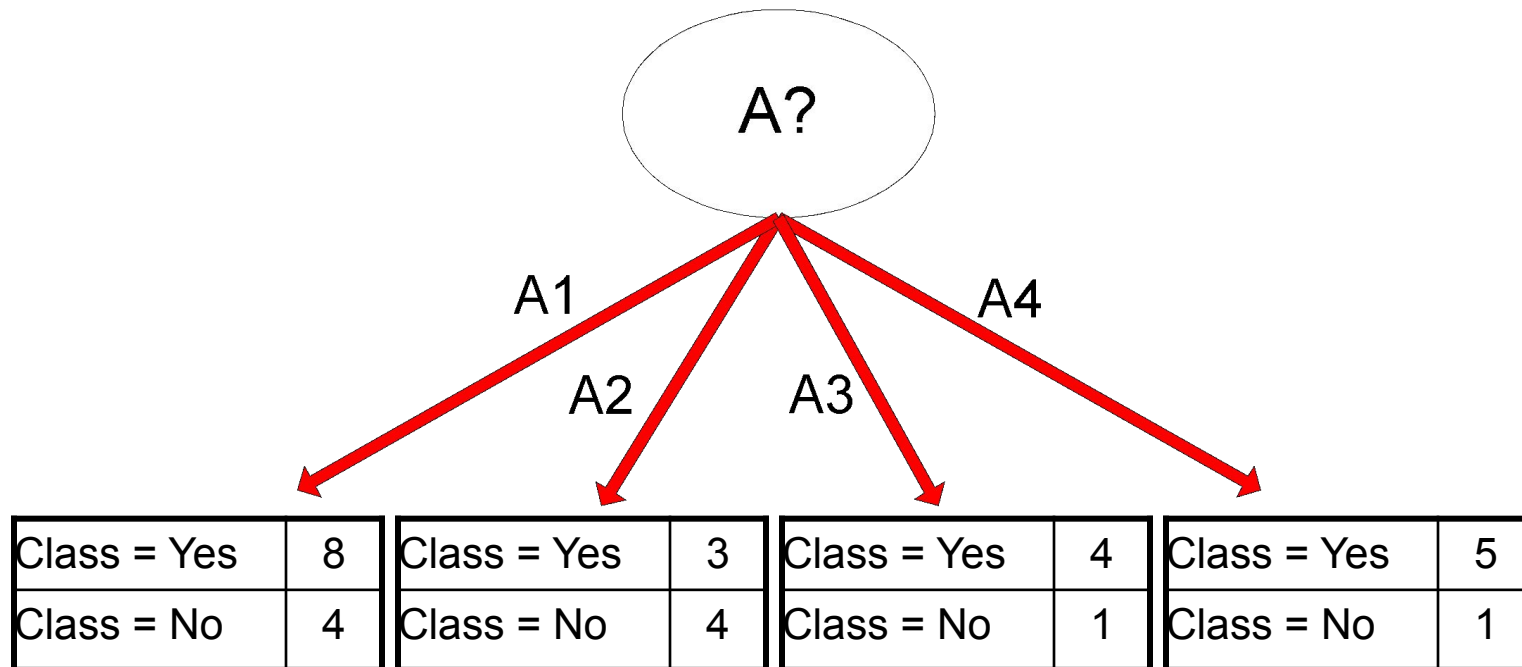 A?
A1
A4
A2
A3
Class = Yes 8 Class = Yes 3 Class = Yes 4 Class = Yes 5
Class = No 4 Class = No 4 Class = No 1 Class = No 1